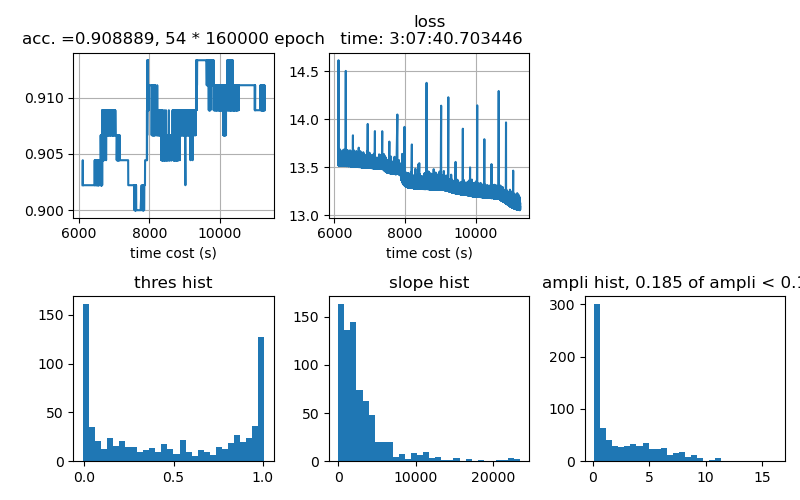 loss
acc. =0.908889, 54 * 160000 epoch time: 3:07:40.703446
0.910
0.905
0.900
6000 8000 10000
time cost (s)
14.5
14.0
13.5
13.0
6000 8000 10000
time cost (s)
thres hist
150
100
50
0
0.0 0.5 1.0
slope hist
150
100
50
0
0 10000 20000
ampli hist, 0.185 of ampli < 0.1
300
200
100
0
0 5 10 15